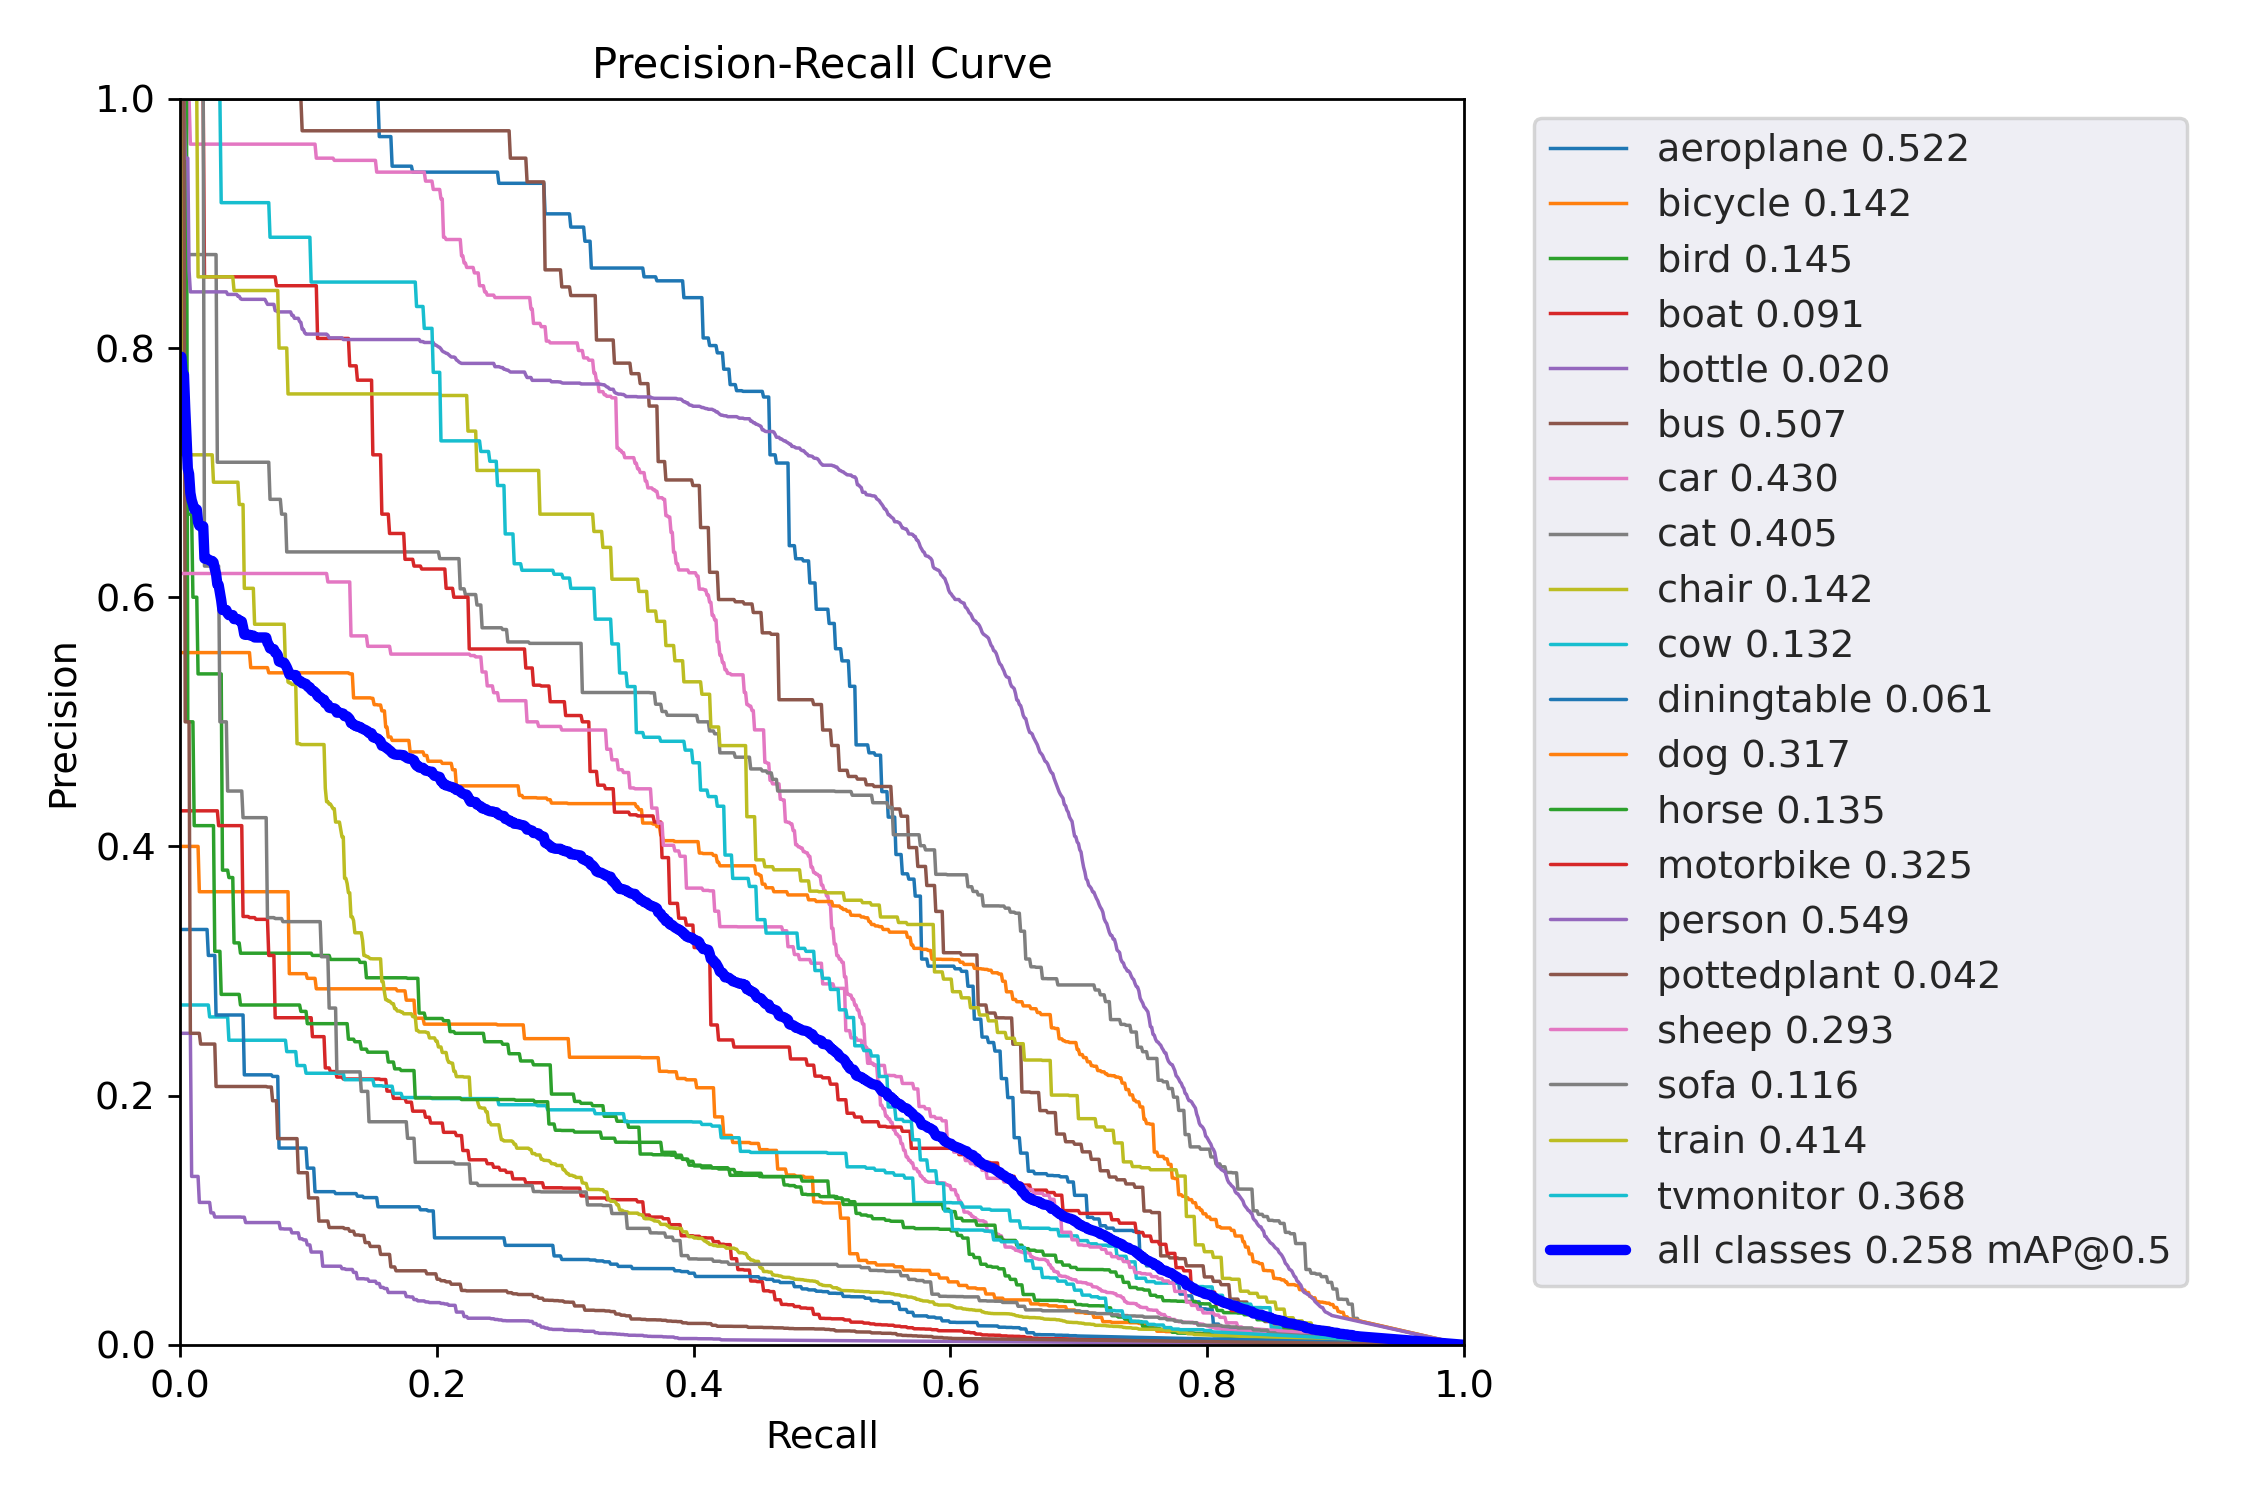 Precision-Recall Curve
1.0
0.8
0.6
0.4
0.2
0.0
Precision
0.0 0.2 0.4 0.6 0.8 1.0
Recall
aeroplane 0.522
bicycle 0.142
bird 0.145
boat 0.091
bottle 0.020
bus 0.507
car 0.430
cat 0.405
chair 0.142
cow 0.132
diningtable 0.061
dog 0.317
horse 0.135
motorbike 0.325
person 0.549
pottedplant 0.042
sheep 0.293
sofa 0.116
train 0.414
tvmonitor 0.368
all classes 0.258 mAP@0.5